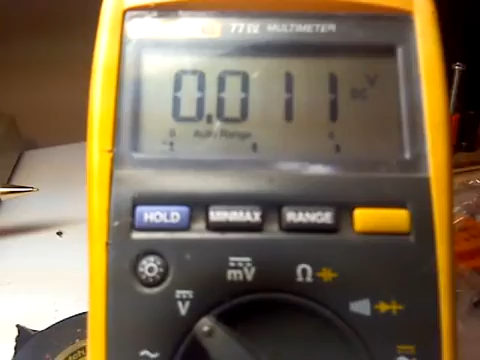 77 IV MULTIMETER
0.011 V
DC
Auto Range
HOLD MINMAX RANGE
mV Ω
V